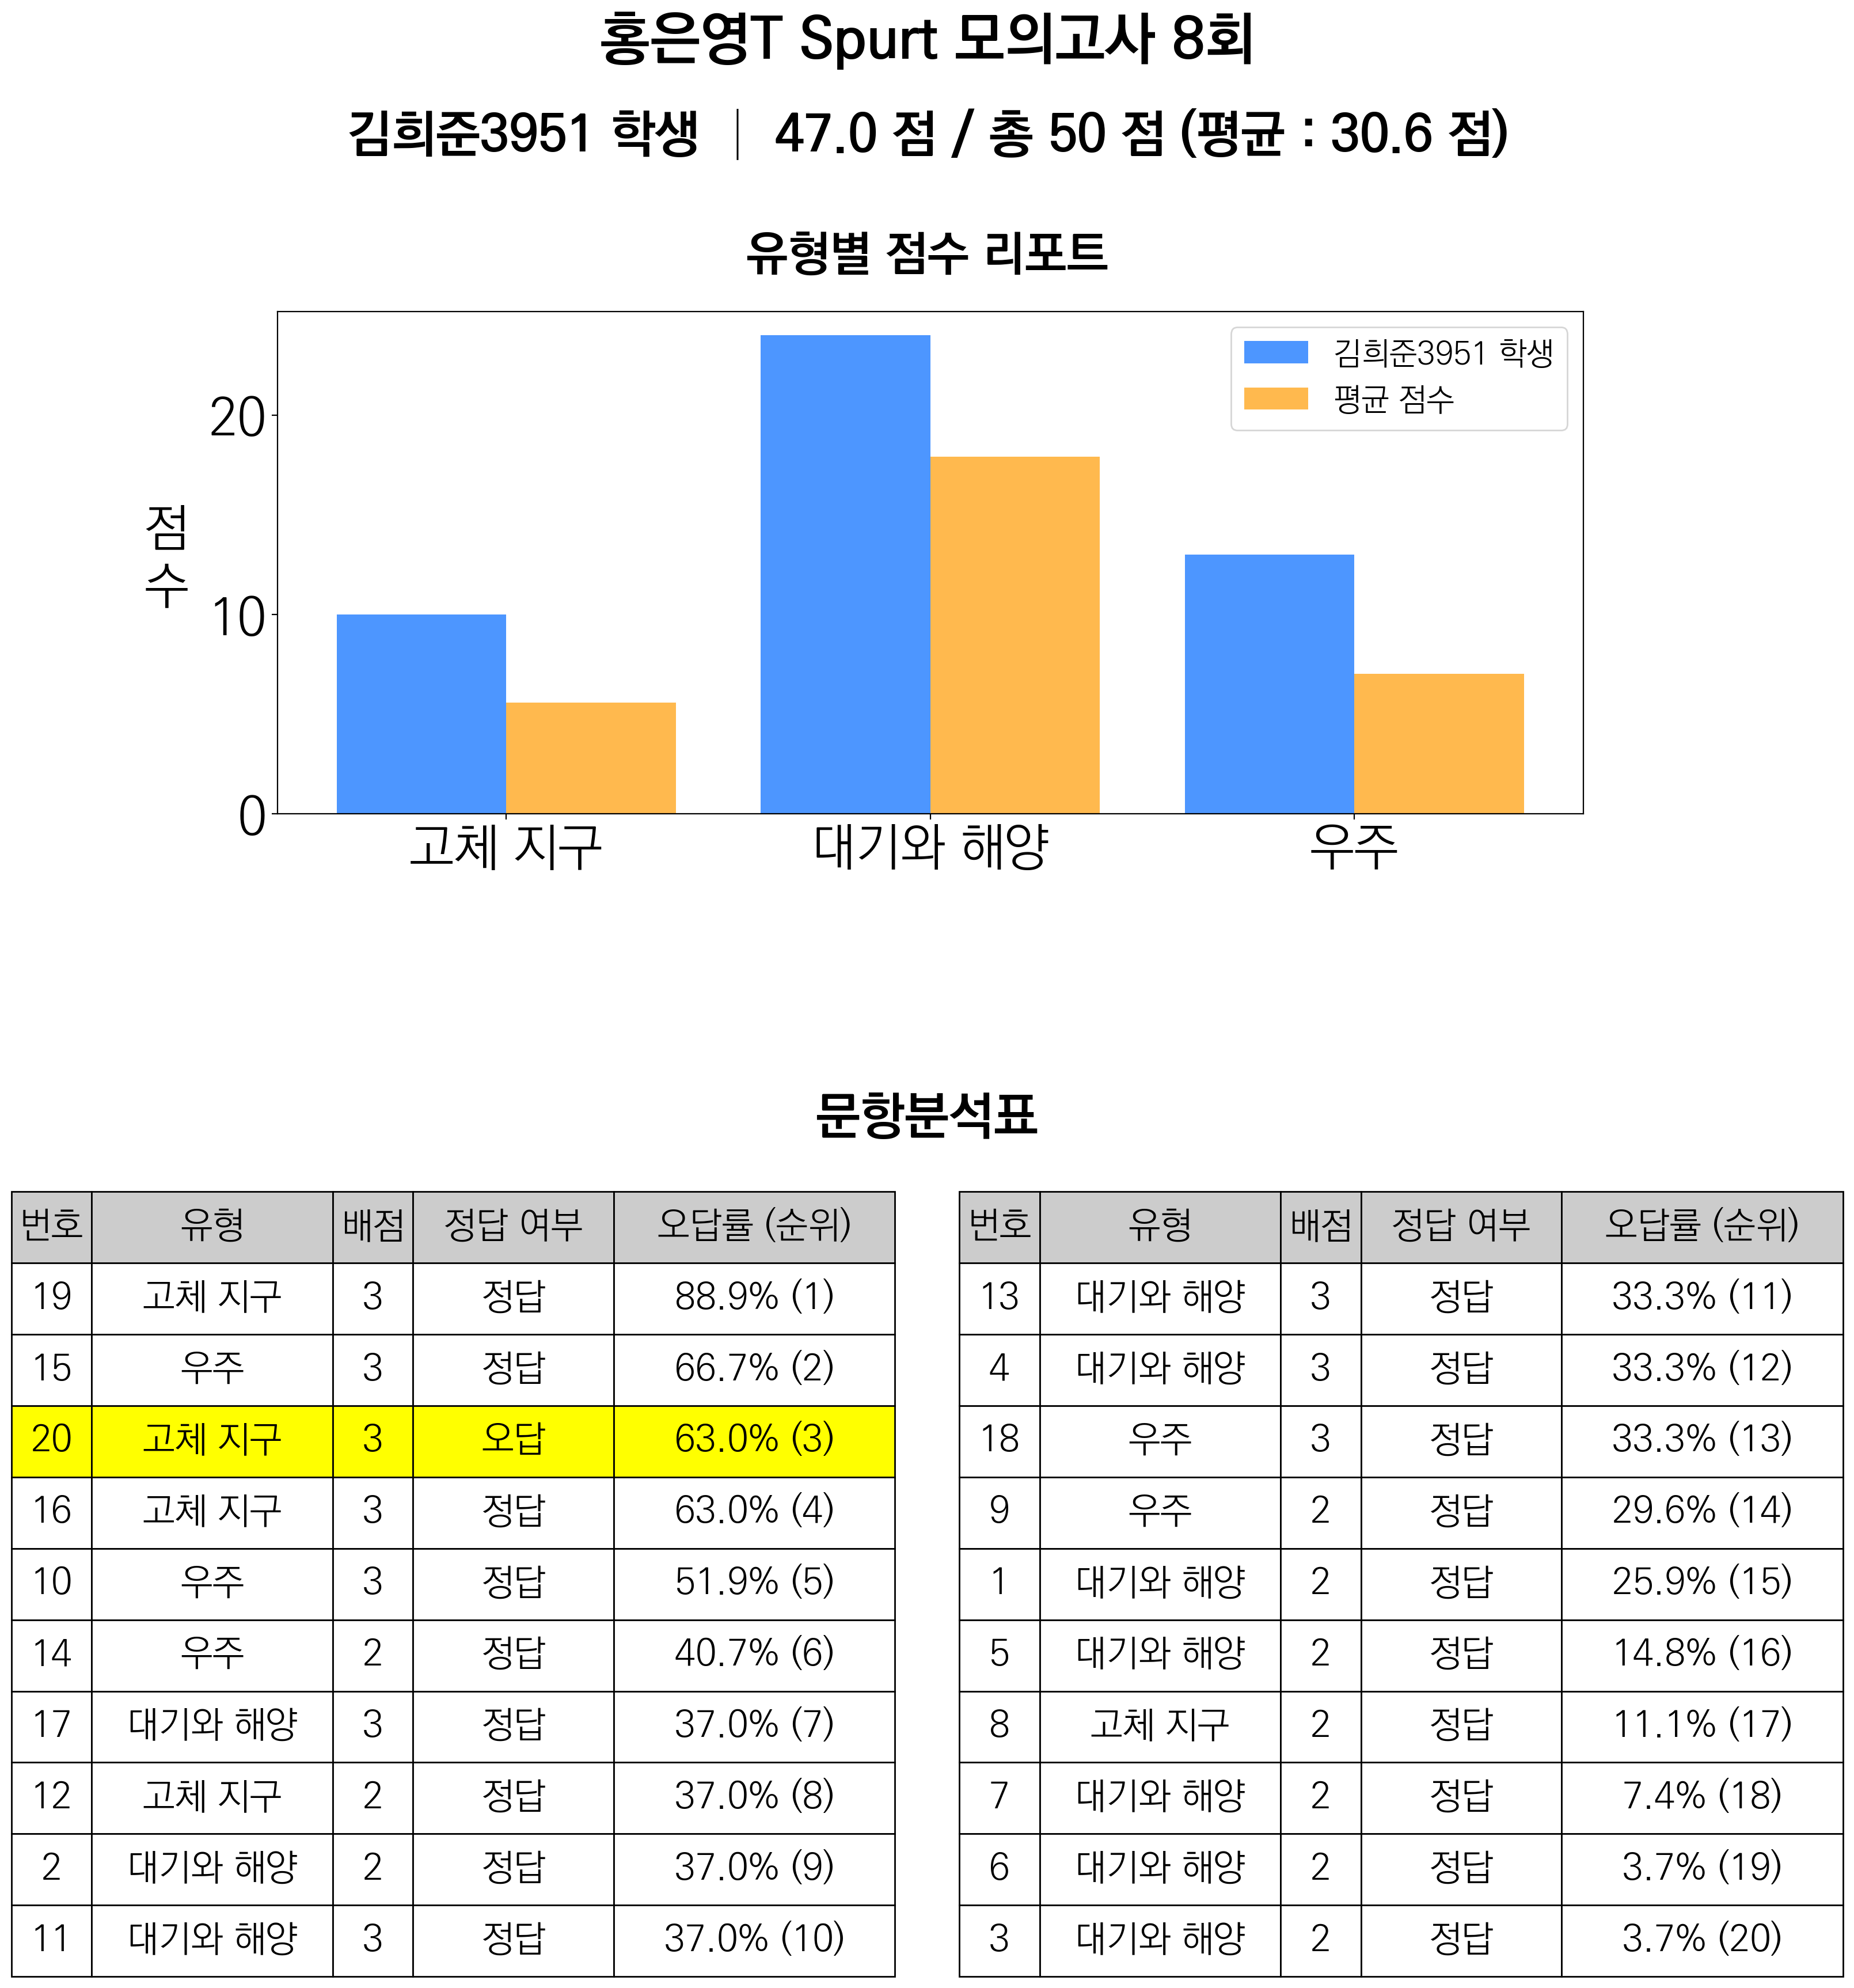 홍은영T Spurt 모의고사 8회
김희준3951 학생 │ 47.0 점 / 총 50 점 (평균 : 30.6 점)
유형별 점수 리포트
김희준3951 학생
평균 점수
20
10
0
점
수
고체 지구 대기와 해양 우주
문항분석표
번호 유형 배점 정답 여부 오답률 (순위)
19 고체 지구 3 정답 88.9% (1)
15 우주 3 정답 66.7% (2)
20 고체 지구 3 오답 63.0% (3)
16 고체 지구 3 정답 63.0% (4)
10 우주 3 정답 51.9% (5)
14 우주 2 정답 40.7% (6)
17 대기와 해양 3 정답 37.0% (7)
12 고체 지구 2 정답 37.0% (8)
2 대기와 해양 2 정답 37.0% (9)
11 대기와 해양 3 정답 37.0% (10)
번호 유형 배점 정답 여부 오답률 (순위)
13 대기와 해양 3 정답 33.3% (11)
4 대기와 해양 3 정답 33.3% (12)
18 우주 3 정답 33.3% (13)
9 우주 2 정답 29.6% (14)
1 대기와 해양 2 정답 25.9% (15)
5 대기와 해양 2 정답 14.8% (16)
8 고체 지구 2 정답 11.1% (17)
7 대기와 해양 2 정답 7.4% (18)
6 대기와 해양 2 정답 3.7% (19)
3 대기와 해양 2 정답 3.7% (20)